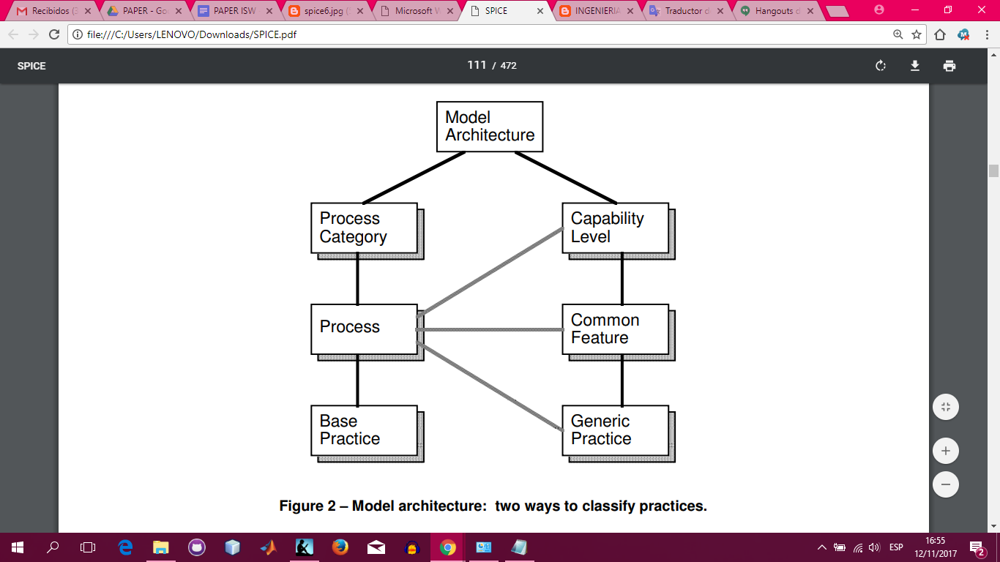 Recibidos (
PAPER - Go
PAPER ISW
spice6.jpg (
Microsoft W
SPICE
INGENIERIA
Traductor d
Hangouts d
file:///C:/Users/LENOVO/Downloads/SPICE.pdf
SPICE
111 / 472
Model
Architecture
Process
Category
Capability
Level
Process
Common
Feature
Base
Practice
Generic
Practice
Figure 2 – Model architecture: two ways to classify practices.
ESP
16:55
12/11/2017
2